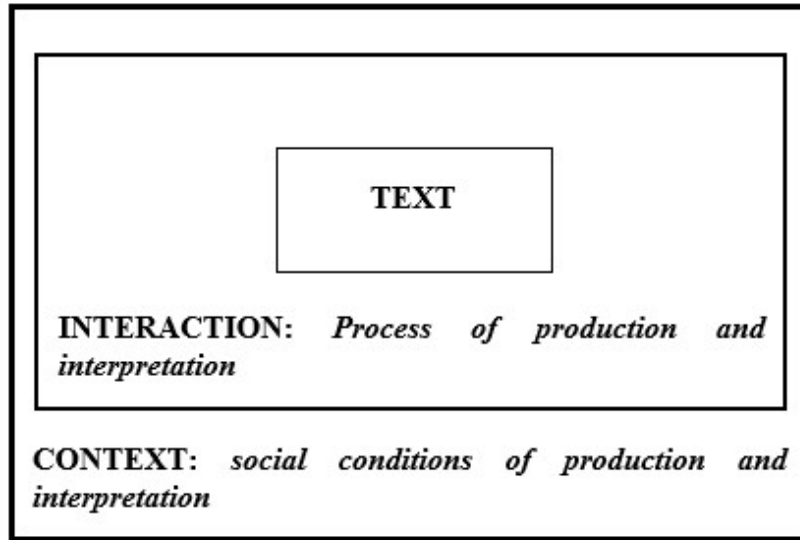 TEXT
INTERACTION: Process of production and
interpretation
CONTEXT: social conditions of production and
interpretation